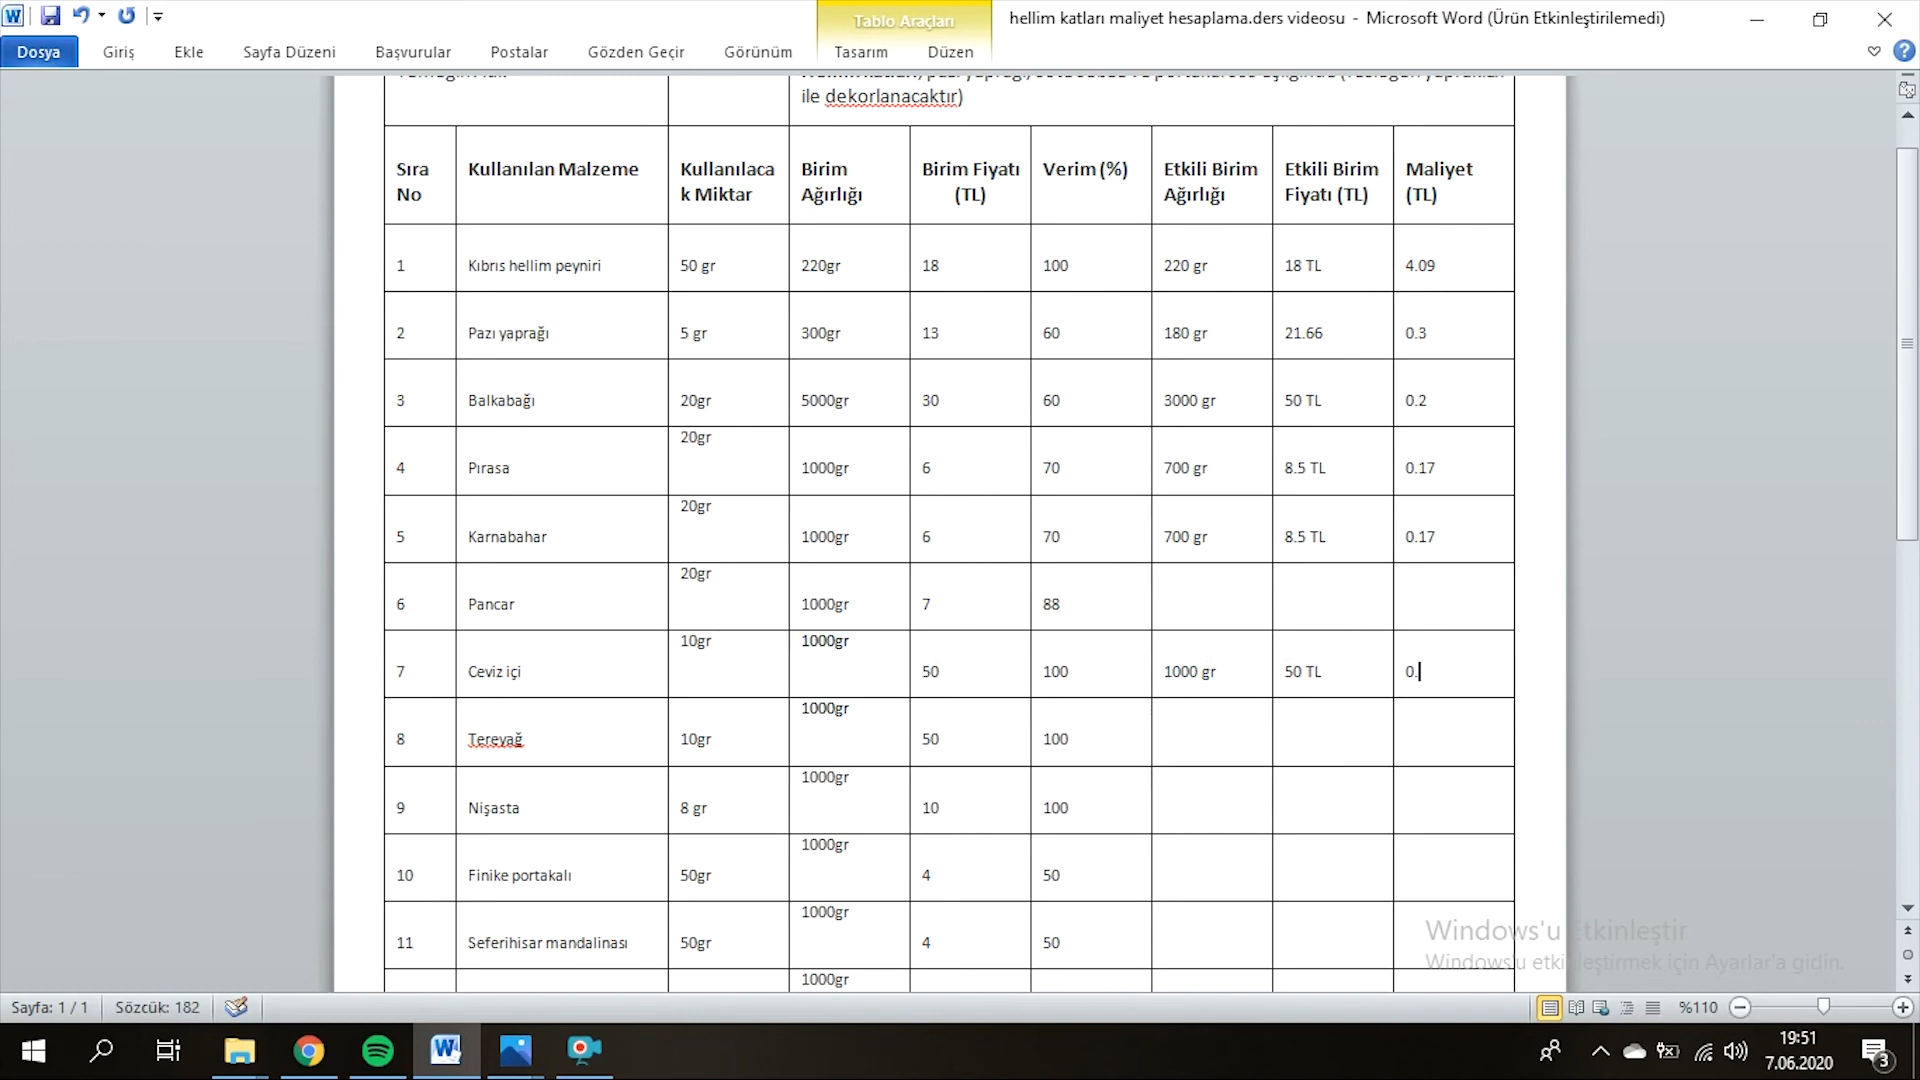 Tablo Araçları
hellim katları maliyet hesaplama.ders videosu - Microsoft Word (Ürün Etkinleştirilemedi)
Dosya Giriş Ekle Sayfa Düzeni Başvurular Postalar Gözden Geçir Görünüm Tasarım Düzen
ile dekorlanacaktır)
Sıra No Kullanılan Malzeme Kullanılaca k Miktar Birim Ağırlığı Birim Fiyatı (TL) Verim (%) Etkili Birim Ağırlığı Etkili Birim Fiyatı (TL) Maliyet (TL)
1 Kıbrıs hellim peyniri 50 gr 220gr 18 100 220 gr 18 TL 4.09
2 Pazı yaprağı 5 gr 300gr 13 60 180 gr 21.66 0.3
3 Balkabağı 20gr 5000gr 30 60 3000 gr 50 TL 0.2
4 Pırasa 20gr 1000gr 6 70 700 gr 8.5 TL 0.17
5 Karnabahar 20gr 1000gr 6 70 700 gr 8.5 TL 0.17
6 Pancar 20gr 1000gr 7 88
7 Ceviz içi 10gr 1000gr 50 100 1000 gr 50 TL 0.
8 Tereyağ 10gr 1000gr 50 100
9 Nişasta 8 gr 1000gr 10 100
10 Finike portakalı 50gr 1000gr 4 50
11 Seferihisar mandalinası 50gr 1000gr 4 50
1000gr
Windows'u Etkinleştir
Windows'u etkinleştirmek için Ayarlar'a gidin.
Sayfa: 1 / 1 Sözcük: 182 %110
19:51
7.06.2020
3